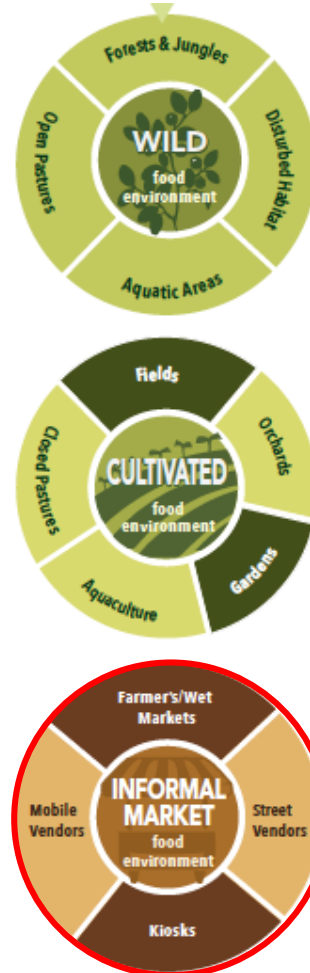 Forests & Jungles
Open Pastures
WILD
food
environment
Disturbed Habitat
Aquatic Areas
Fields
Closed Pastures
CULTIVATED
food
environment
Orchards
Aquaculture
Gardens
Farmer's/Wet
Markets
Mobile
Vendors
INFORMAL
MARKET
food
environment
Street
Vendors
Kiosks